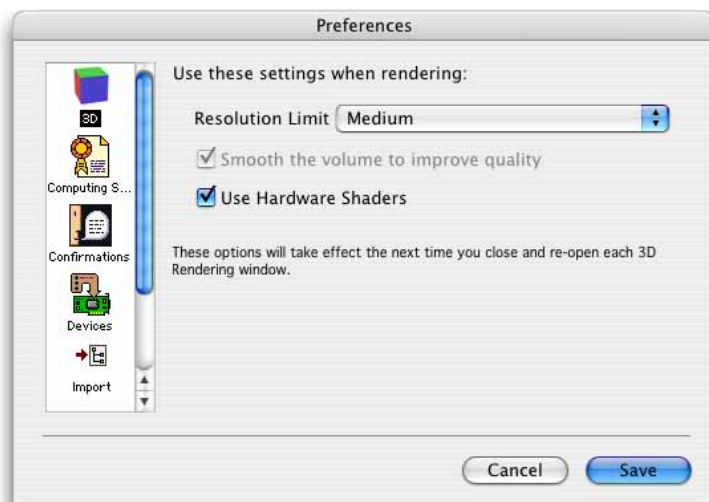 Preferences
3D
Computing S...
Confirmations
Devices
Import
Use these settings when rendering:
Resolution Limit Medium
Smooth the volume to improve quality
Use Hardware Shaders
These options will take effect the next time you close and re-open each 3D
Rendering window.
Cancel Save